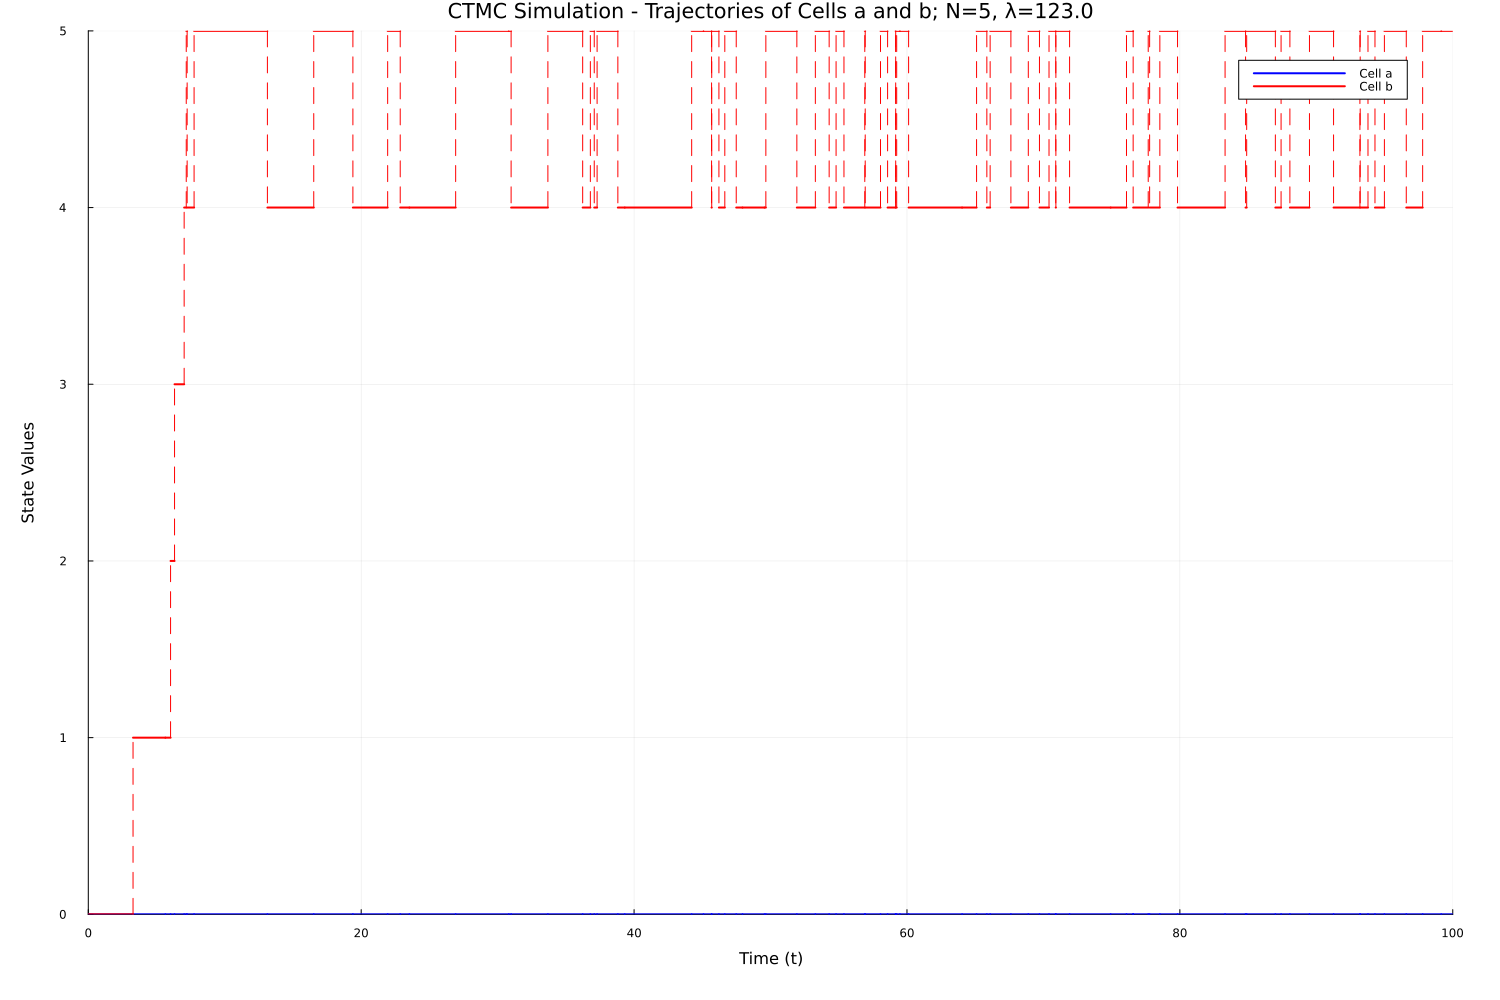 CTMC Simulation - Trajectories of Cells a and b; N=5, λ=123.0
5
Cell a
Cell b
4
3
State Values
2
1
0
0 20 40 60 80 100
Time (t)